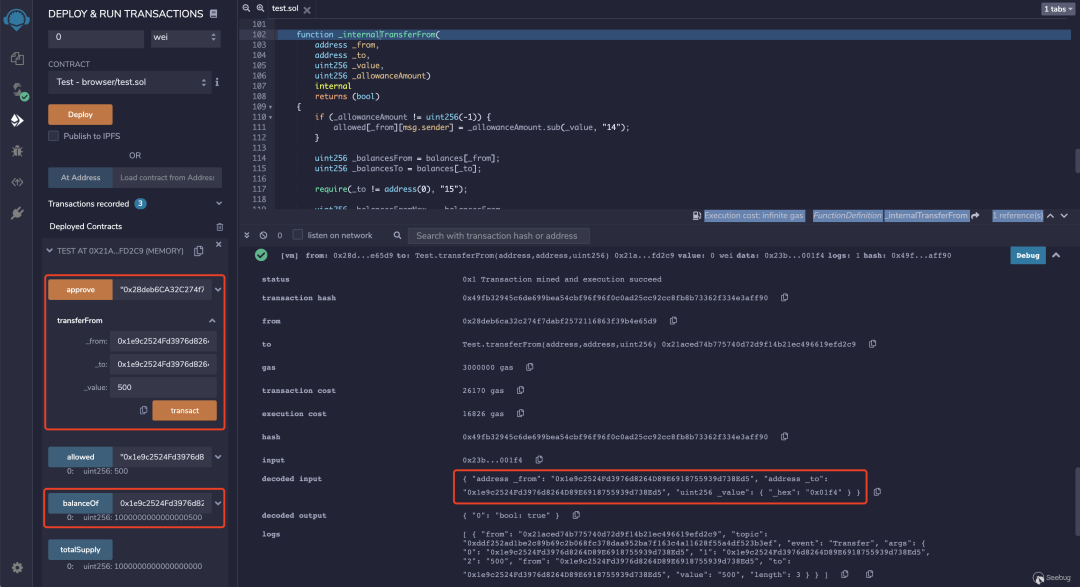 DEPLOY & RUN TRANSACTIONS
0
wei
CONTRACT
Test - browser/test.sol
Deploy
Publish to IPFS
OR
At Address
Load contract from Address
Transactions recorded
3
Deployed Contracts
TEST AT 0X21A...FD2C9 (MEMORY)
approve
"0x28deb6CA32C274f7
transferFrom
_from:
0x1e9c2524Fd3976d826
_to:
0x1e9c2524Fd3976d826
_value:
500
transact
allowed
"0x1e9c2524Fd3976d8
0: uint256: 500
balanceOf
0x1e9c2524Fd3976d82
0: uint256: 1000000000000000500
totalSupply
0: uint256: 1000000000000000000
test.sol
1 tabs
101
102 function _internalTransferFrom(
103 address _from,
104 address _to,
105 uint256 _value,
106 uint256 _allowanceAmount)
107 internal
108 returns (bool)
109 {
110 if (_allowanceAmount != uint256(-1)) {
111 allowed[_from][msg.sender] = _allowanceAmount.sub(_value, "14");
112 }
113
114 uint256 _balancesFrom = balances[_from];
115 uint256 _balancesTo = balances[_to];
116
117 require(_to != address(0), "15");
118
Execution cost: infinite gas
FunctionDefinition
_internalTransferFrom
1 reference(s)
0
listen on network
Search with transaction hash or address
[vm] from: 0x28d...e65d9 to: Test.transferFrom(address,address,uint256) 0x21a...fd2c9 value: 0 wei data: 0x23b...001f4 logs: 1 hash: 0x49f...aff90
Debug
status 0x1 Transaction mined and execution succeed
transaction hash 0x49fb32945c6de699bea54cbf96f96f0c0ad25cc92cc8fb8b73362f334e3aff90
from 0x28deb6ca32c274f7dabf2572116863f39b4e65d9
to Test.transferFrom(address,address,uint256) 0x21aced74b775740d72d9f14b21ec496619efd2c9
gas 3000000 gas
transaction cost 26170 gas
execution cost 16826 gas
hash 0x49fb32945c6de699bea54cbf96f96f0c0ad25cc92cc8fb8b73362f334e3aff90
input 0x23b...001f4
decoded input { "address _from": "0x1e9c2524Fd3976d8264D89E6918755939d738Ed5", "address _to":
"0x1e9c2524Fd3976d8264D89E6918755939d738Ed5", "uint256 _value": { "_hex": "0x01f4" } }
decoded output { "0": "bool: true" }
logs [ { "from": "0x21aced74b775740d72d9f14b21ec496619efd2c9", "topic":
"0xddf252ad1be2c89b69c2b068fc378daa952ba7f163c4a11628f55a4df523b3ef", "event": "Transfer", "args": {
"0": "0x1e9c2524Fd3976d8264D89E6918755939d738Ed5", "1": "0x1e9c2524Fd3976d8264D89E6918755939d738Ed5",
"2": "500", "from": "0x1e9c2524Fd3976d8264D89E6918755939d738Ed5", "to":
"0x1e9c2524Fd3976d8264D89E6918755939d738Ed5", "value": "500", "length": 3 } } ]
Seebug